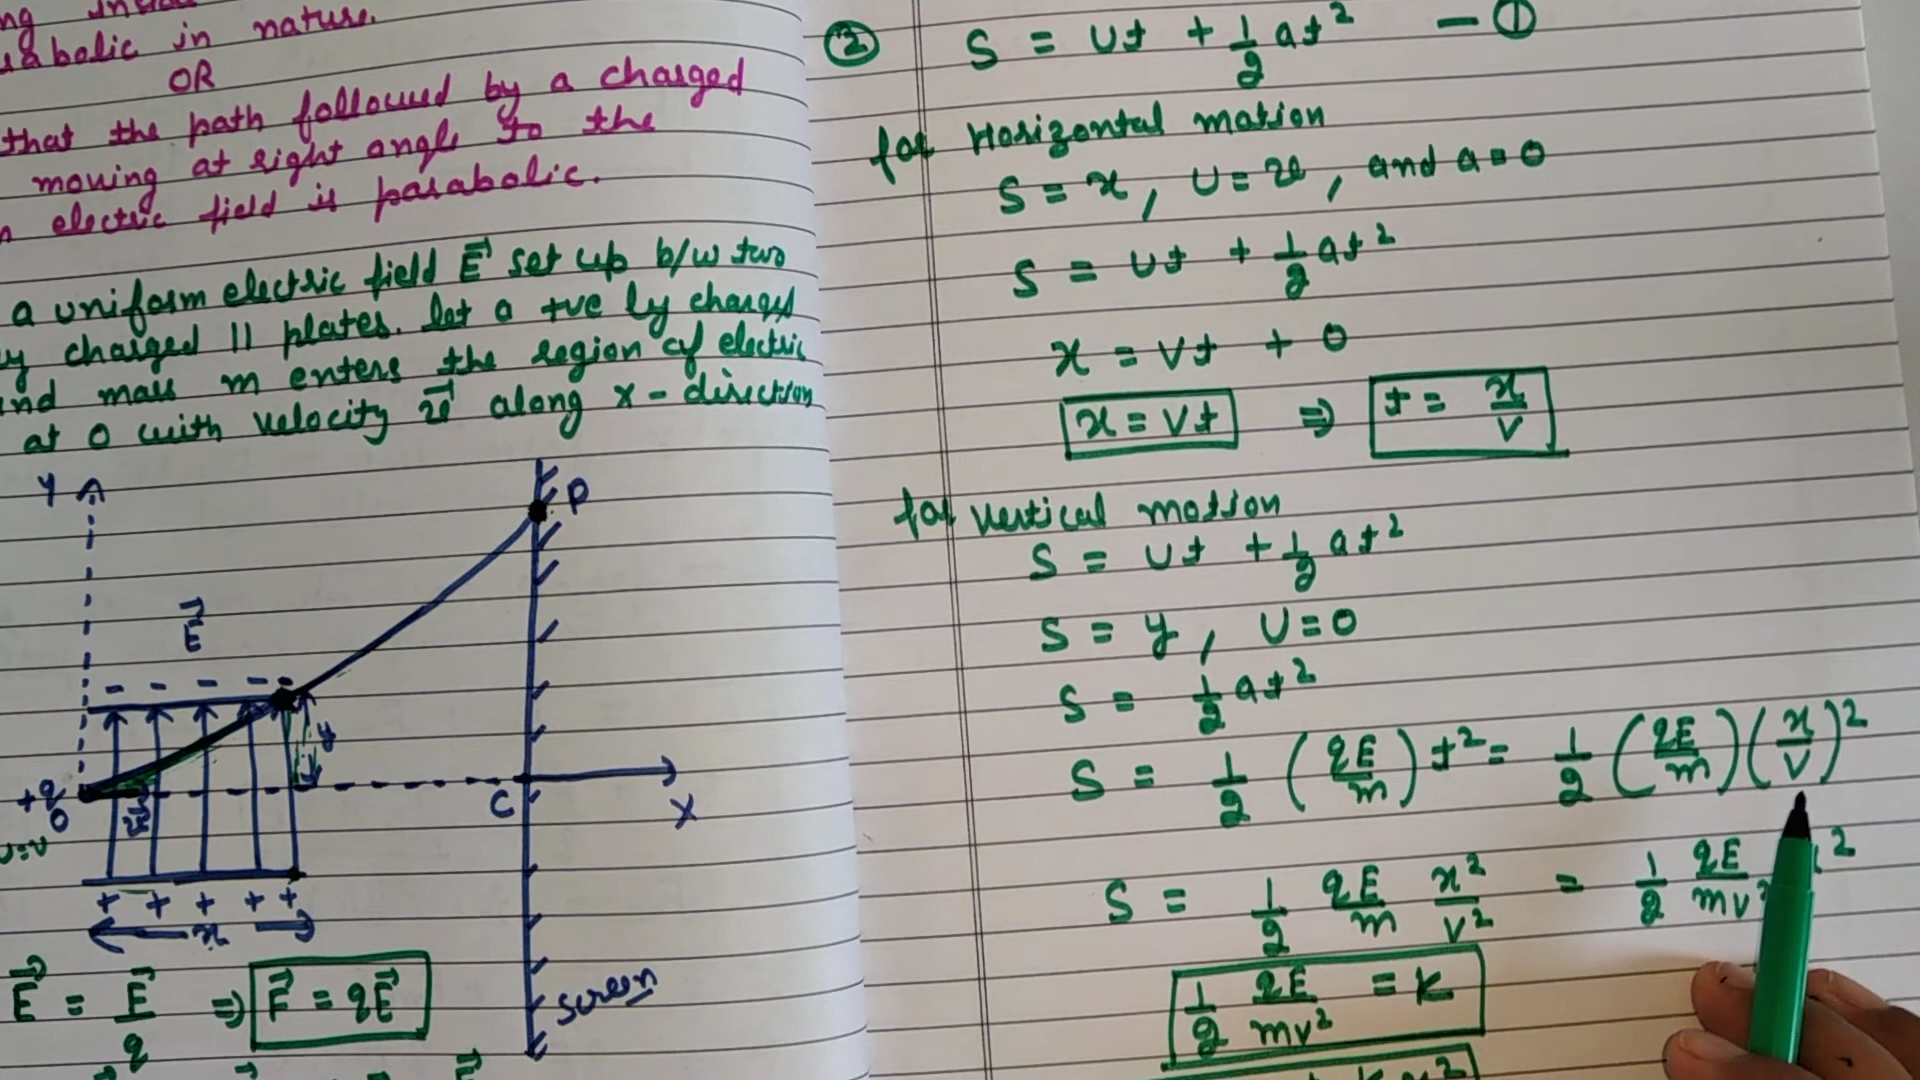 abolic in nature.
OR
that the path followed by a charged
moving at right angle to the
electric field is parabolic.
a uniform electric field E⃗ set up b/w two
charged || plates. Let a +ve ly charged
and mass m enters the region of electric
at O with velocity v⃗ along x - direction
Y
P
E⃗
- - - - -
y
+q
O
v⃗
C
X
+ + + + +
x
Screen
E⃗ = F⃗/q ⇒ F⃗ = qE⃗
② S = ut + 1/2 at² — ①
for Horizontal motion
S = x, U = v, and a = 0
S = ut + 1/2 at²
x = vt + 0
x = vt ⇒ t = x/v
for vertical motion
S = ut + 1/2 at²
S = y, U = 0
S = 1/2 at²
S = 1/2 (qE/m) t² = 1/2 (qE/m) (x/v)²
S = 1/2 qE/m x²/v² = 1/2 qE/mv²
1/2 qE/mv² = K